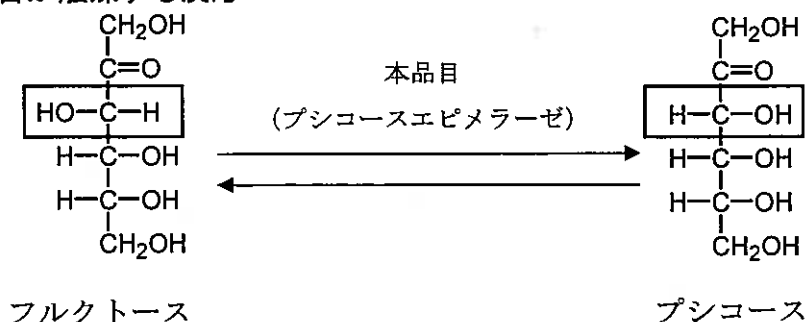 CH₂OH
C=O
HO—C—H
H—C—OH
H—C—OH
CH₂OH
フルクトース
本品目
(プシコースエピメラーゼ)
CH₂OH
C=O
H—C—OH
H—C—OH
H—C—OH
CH₂OH
プシコース